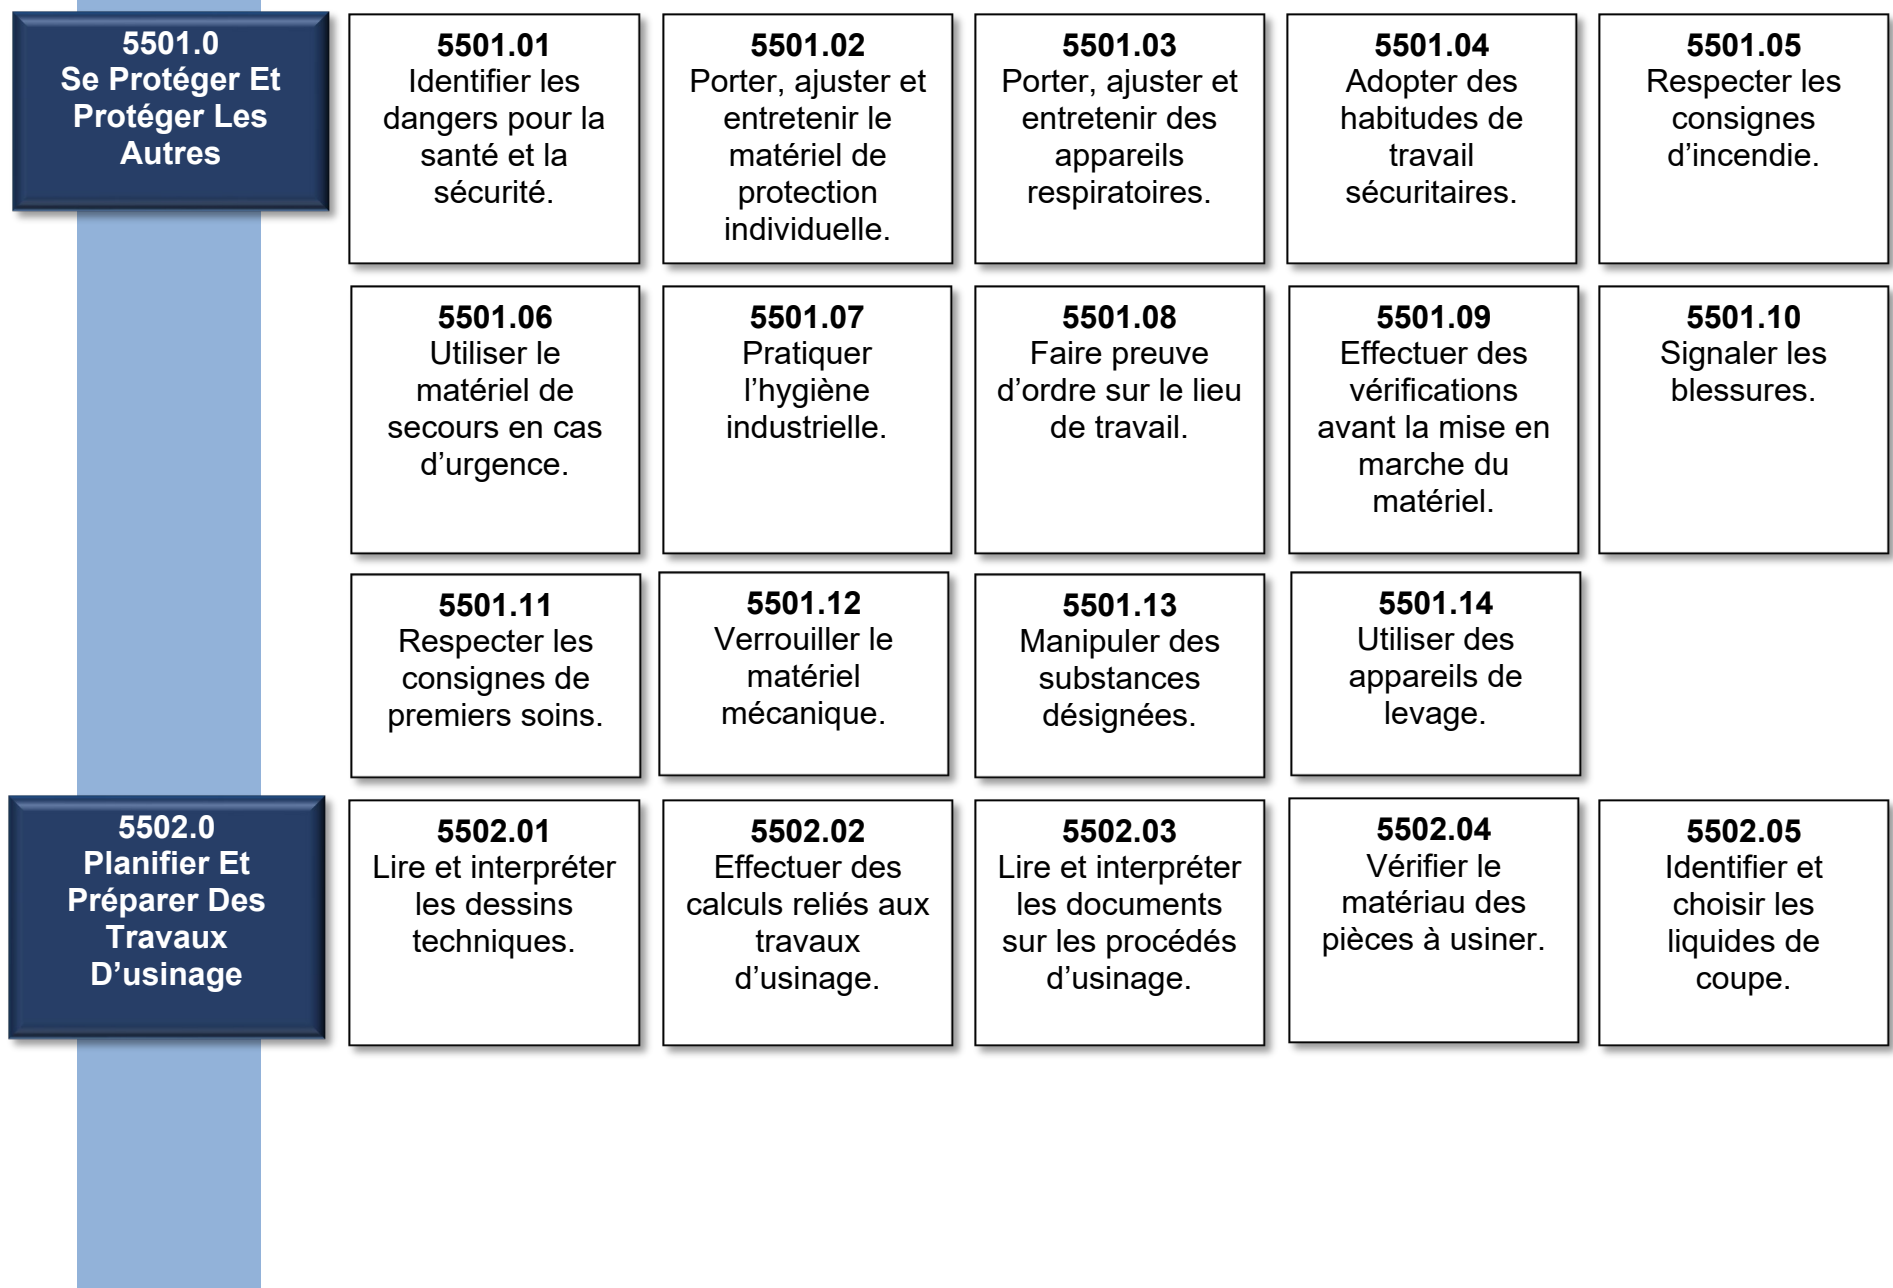 5501.0
Se Protéger Et
Protéger Les
Autres
5501.01
Identifier les
dangers pour la
santé et la
sécurité.
5501.02
Porter, ajuster et
entretenir le
matériel de
protection
individuelle.
5501.03
Porter, ajuster et
entretenir des
appareils
respiratoires.
5501.04
Adopter des
habitudes de
travail
sécuritaires.
5501.05
Respecter les
consignes
d’incendie.
5501.06
Utiliser le
matériel de
secours en cas
d’urgence.
5501.07
Pratiquer
l’hygiène
industrielle.
5501.08
Faire preuve
d’ordre sur le lieu
de travail.
5501.09
Effectuer des
vérifications
avant la mise en
marche du
matériel.
5501.10
Signaler les
blessures.
5501.11
Respecter les
consignes de
premiers soins.
5501.12
Verrouiller le
matériel
mécanique.
5501.13
Manipuler des
substances
désignées.
5501.14
Utiliser des
appareils de
levage.
5502.0
Planifier Et
Préparer Des
Travaux
D’usinage
5502.01
Lire et interpréter
les dessins
techniques.
5502.02
Effectuer des
calculs reliés aux
travaux
d’usinage.
5502.03
Lire et interpréter
les documents
sur les procédés
d’usinage.
5502.04
Vérifier le
matériau des
pièces à usiner.
5502.05
Identifier et
choisir les
liquides de
coupe.